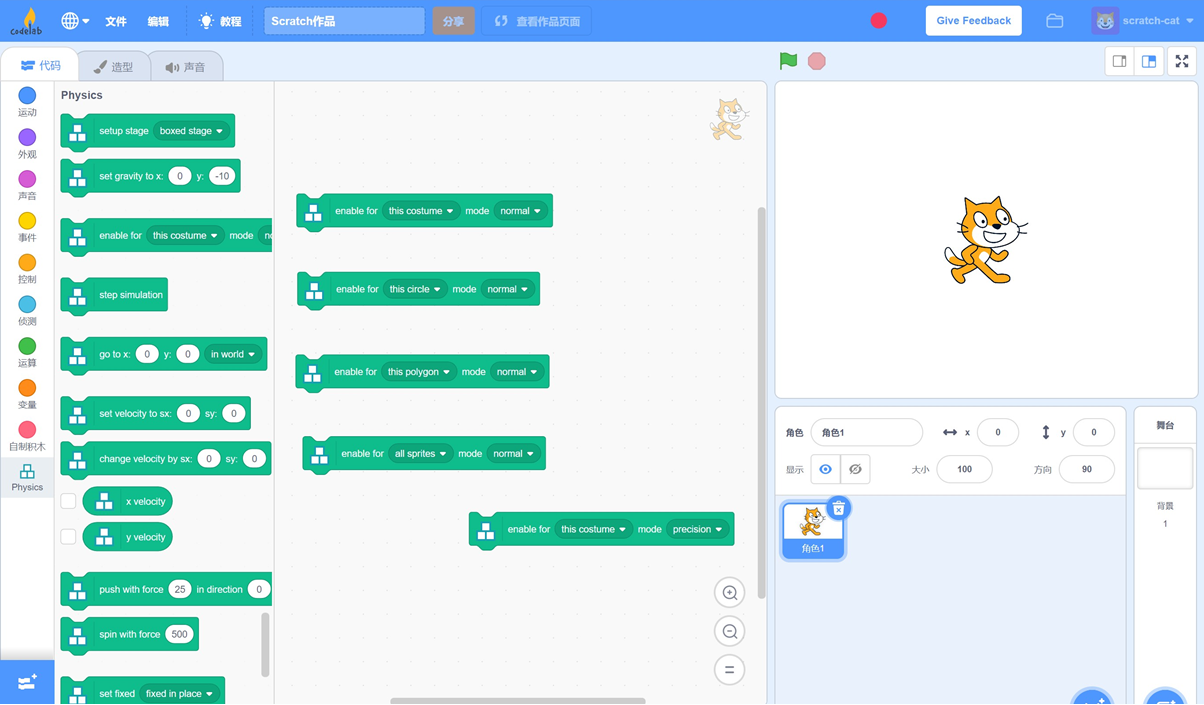 codelab
文件
编辑
教程
Scratch作品
分享
查看作品页面
Give Feedback
scratch-cat
代码
造型
声音
运动
外观
声音
事件
控制
侦测
运算
变量
自制积木
Physics
Physics
setup stage boxed stage
set gravity to x: 0 y: -10
enable for this costume mode
step simulation
go to x: 0 y: 0 in world
set velocity to sx: 0 sy: 0
change velocity by sx: 0 sy: 0
x velocity
y velocity
push with force 25 in direction 0
spin with force 500
set fixed fixed in place
enable for this costume mode normal
enable for this circle mode normal
enable for this polygon mode normal
enable for all sprites mode normal
enable for this costume mode precision
角色 角色1 x 0 y 0
显示 大小 100 方向 90
角色1
舞台
背景
1